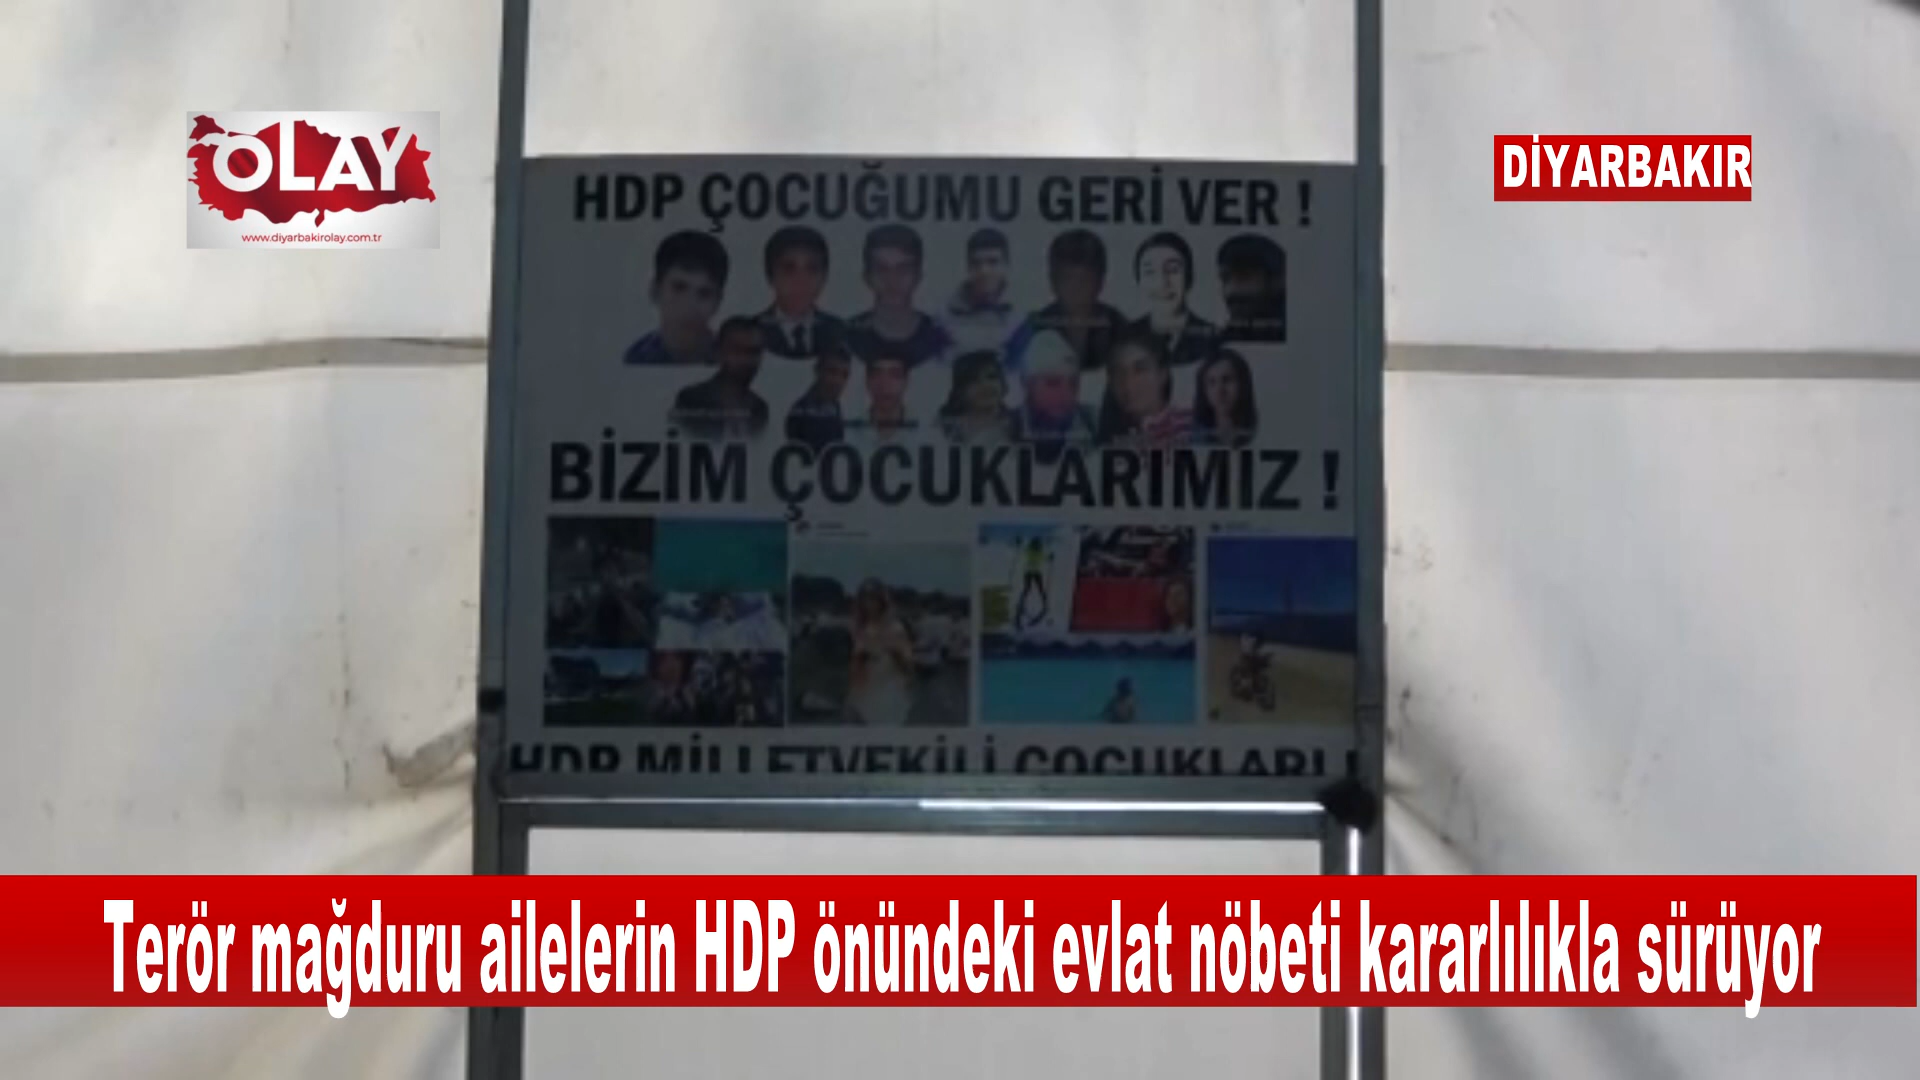 OLAY
www.diyarbakirolay.com.tr
DİYARBAKIR
HDP ÇOCUĞUMU GERİ VER !
BİZİM ÇOCUKLARIMIZ !
HDP MİLLETVEKİLİ ÇOCUKLARI !
Terör mağduru ailelerin HDP önündeki evlat nöbeti kararlılıkla sürüyor